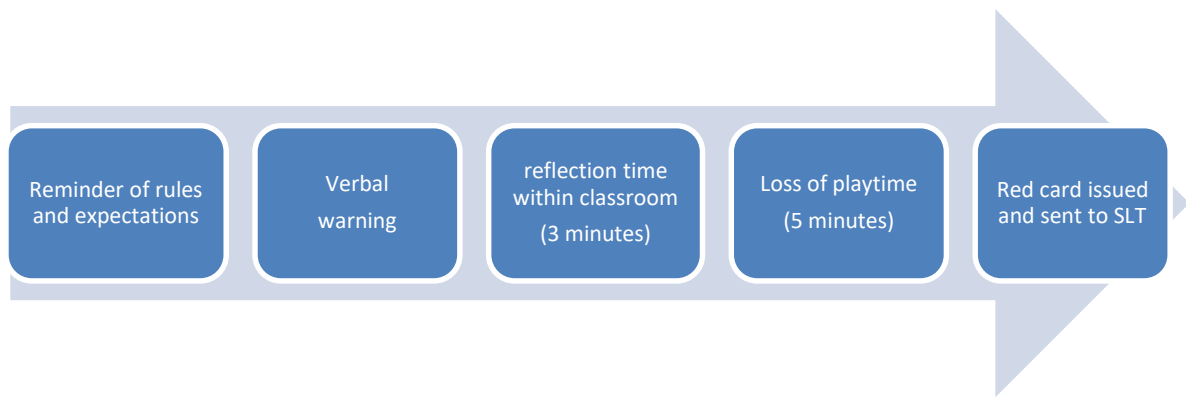 Reminder of rules
and expectations
Verbal
warning
reflection time
within classroom
(3 minutes)
Loss of playtime
(5 minutes)
Red card issued
and sent to SLT